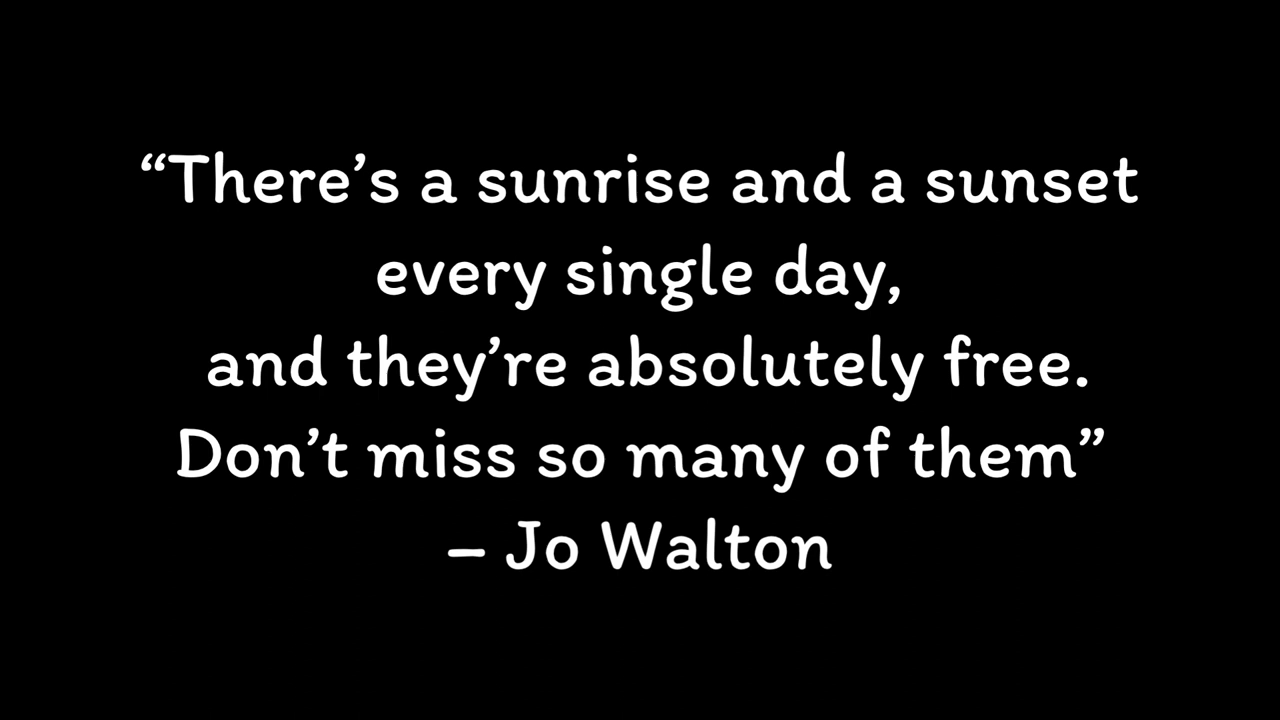 “There’s a sunrise and a sunset
every single day,
and they’re absolutely free.
Don’t miss so many of them”
– Jo Walton